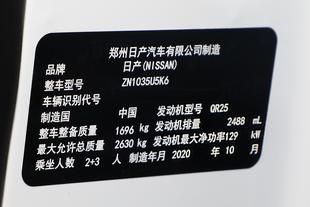 郑州日产汽车有限公司制造
品牌 日产(NISSAN)
整车型号 ZN1035U5K6
车辆识别代号
制造国 中国 发动机型号 QR25
整车整备质量 1696 kg 发动机排量 2488 mL
最大允许总质量 2630 kg 发动机最大净功率129 kW
乘坐人数 2+3 人 制造年月 2020 年 10 月